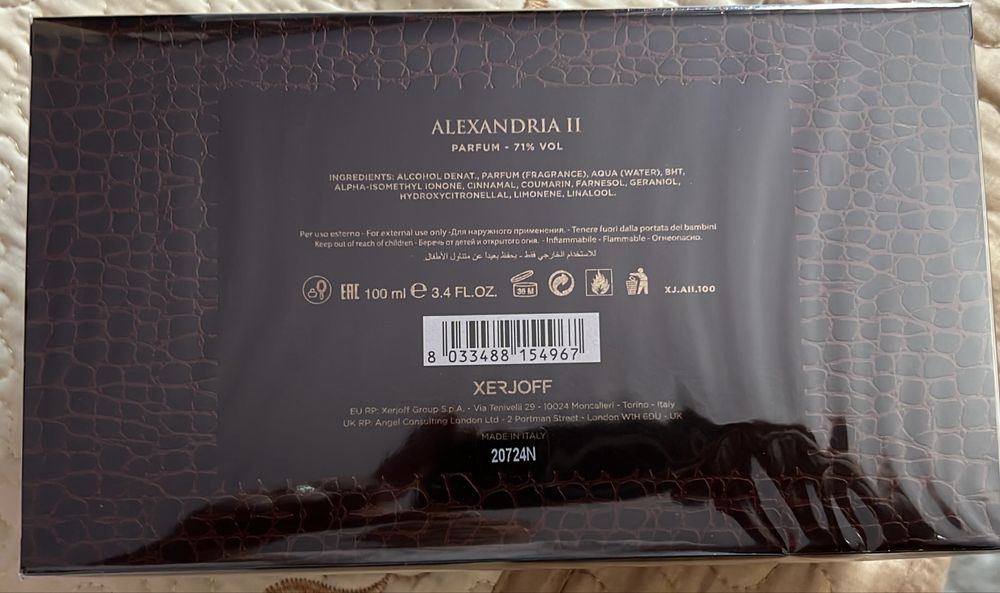 ALEXANDRIA II
PARFUM - 71% VOL
INGREDIENTS: ALCOHOL DENAT., PARFUM (FRAGRANCE), AQUA (WATER), BHT,
ALPHA-ISOMETHYL IONONE, CINNAMAL, COUMARIN, FARNESOL, GERANIOL,
HYDROXYCITRONELLAL, LIMONENE, LINALOOL.
Per uso esterno - For external use only -Для наружного применения. - Tenere fuori dalla portata dei bambini
Keep out of reach of children - Беречь от детей и открытого огня. - Infiammabile - Flammable - Огнеопасно.
للاستخدام الخارجي فقط - يحفظ بعيداً عن متناول الأطفال.
EAC 100 ml ℮ 3.4 FL.OZ. 36 M XJ.AII.100
8 033488 154967
XERJOFF
EU RP: Xerjoff Group S.p.A. - Via Tenivelli 29 - 10024 Moncalieri - Torino - Italy
UK RP: Angel Consulting London Ltd - 2 Portman Street - London W1H 6DU - UK
MADE IN ITALY
20724N